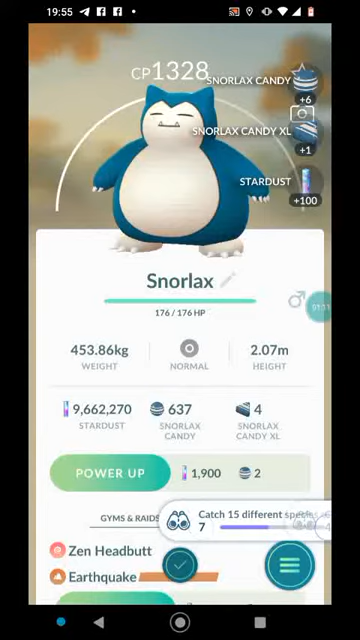 19:55
CP1328
SNORLAX CANDY
+6
SNORLAX CANDY XL
+1
STARDUST
+100
Snorlax
176 / 176 HP
453.86kg
WEIGHT
NORMAL
2.07m
HEIGHT
9,662,270
STARDUST
637
SNORLAX
CANDY
4
SNORLAX
CANDY XL
POWER UP
1,900
2
GYMS & RAIDS
Catch 15 different species
7
Zen Headbutt
Earthquake